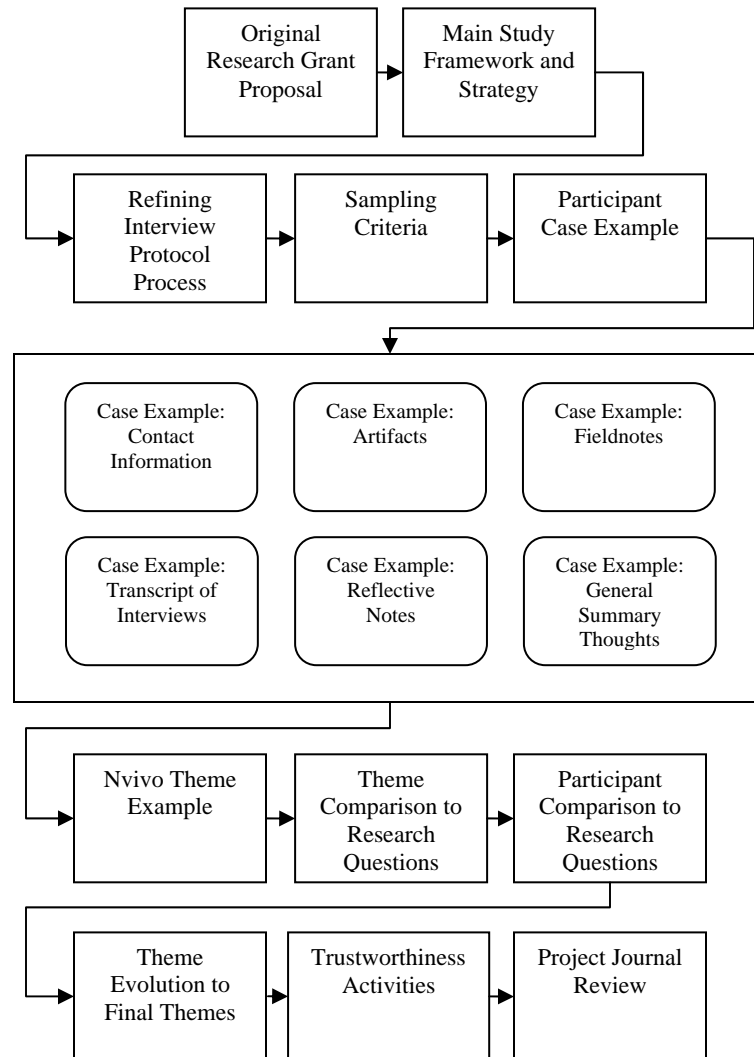 Original
Research Grant
Proposal
Main Study
Framework and
Strategy
Refining
Interview
Protocol
Process
Sampling
Criteria
Participant
Case Example
Case Example:
Contact
Information
Case Example:
Artifacts
Case Example:
Fieldnotes
Case Example:
Transcript of
Interviews
Case Example:
Reflective
Notes
Case Example:
General
Summary
Thoughts
Nvivo Theme
Example
Theme
Comparison to
Research
Questions
Participant
Comparison to
Research
Questions
Theme
Evolution to
Final Themes
Trustworthiness
Activities
Project Journal
Review